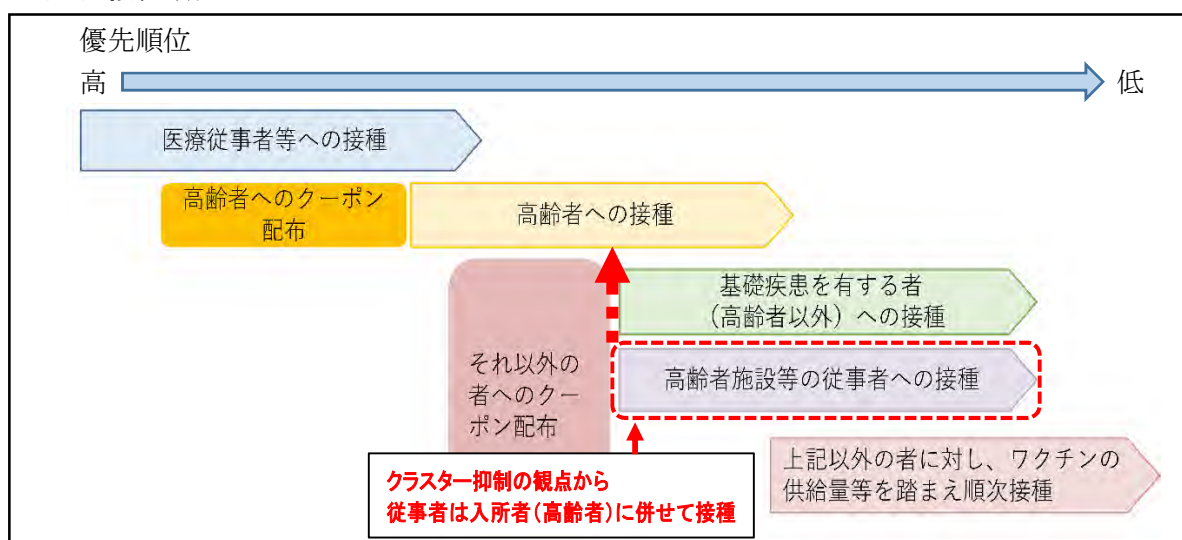 優先順位
高
低
医療従事者等への接種
高齢者へのクーポン
配布
高齢者への接種
基礎疾患を有する者
（高齢者以外）への接種
それ以外の
者へのクー
ポン配布
高齢者施設等の従事者への接種
クラスター抑制の観点から
従事者は入所者（高齢者）に併せて接種
上記以外の者に対し、ワクチンの
供給量等を踏まえ順次接種